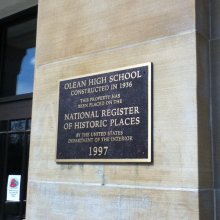 OLEAN HIGH SCHOOL
CONSTRUCTED IN 1936
THIS PROPERTY HAS
BEEN PLACED ON THE
NATIONAL REGISTER
OF HISTORIC PLACES
BY THE UNITED STATES
DEPARTMENT OF THE INTERIOR
1997